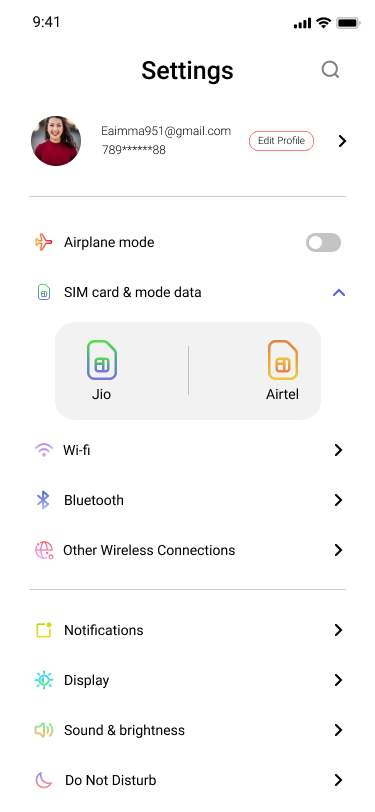 9:41
Settings
Eaimma951@gmail.com
789******88
Edit Profile
Airplane mode
SIM card & mode data
Jio
Airtel
Wi-fi
Bluetooth
Other Wireless Connections
Notifications
Display
Sound & brightness
Do Not Disturb